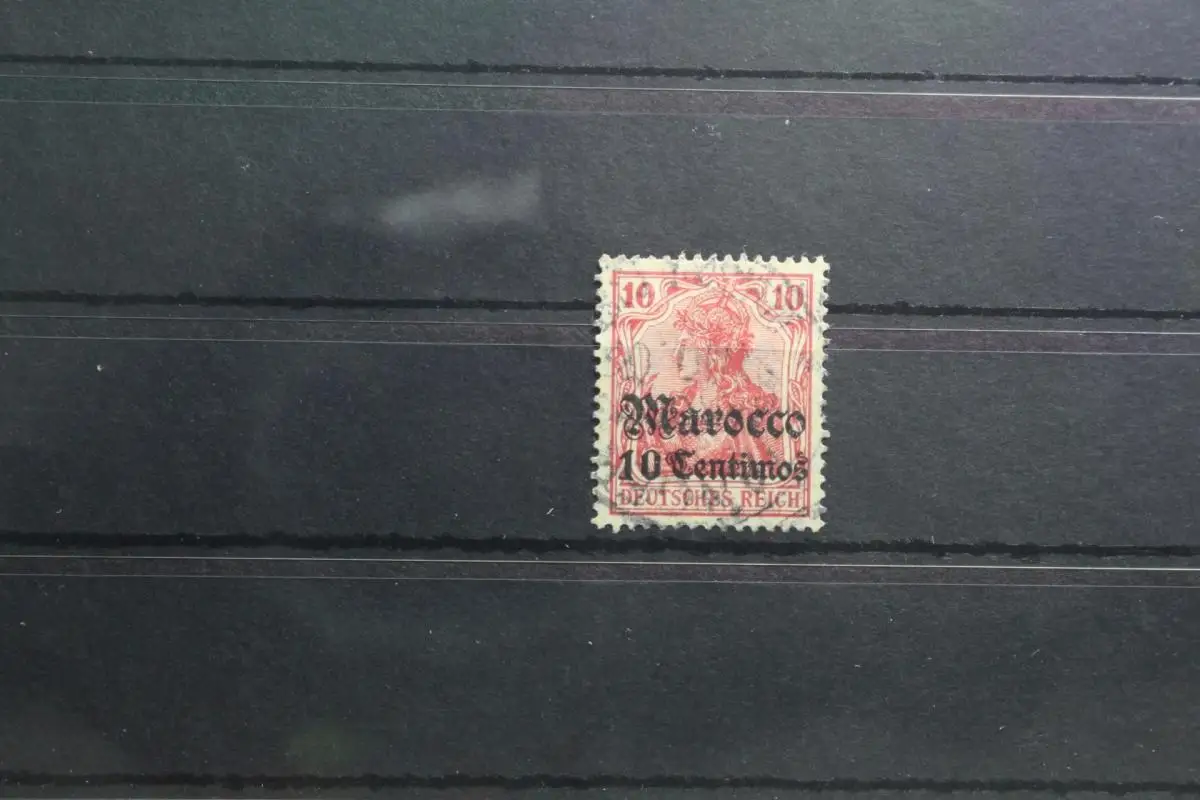 10 10
Marocco
10 Centimos
DEUTSCHES REICH